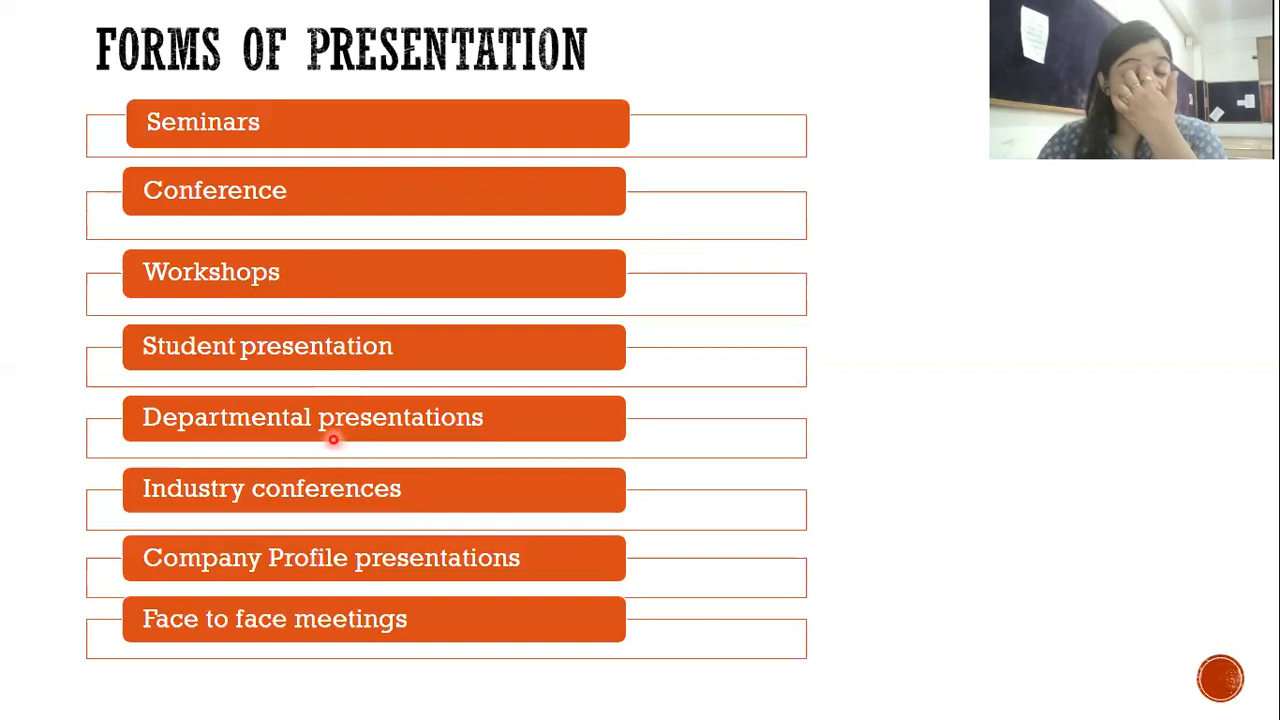 FORMS OF PRESENTATION
Seminars
Conference
Workshops
Student presentation
Departmental presentations
Industry conferences
Company Profile presentations
Face to face meetings